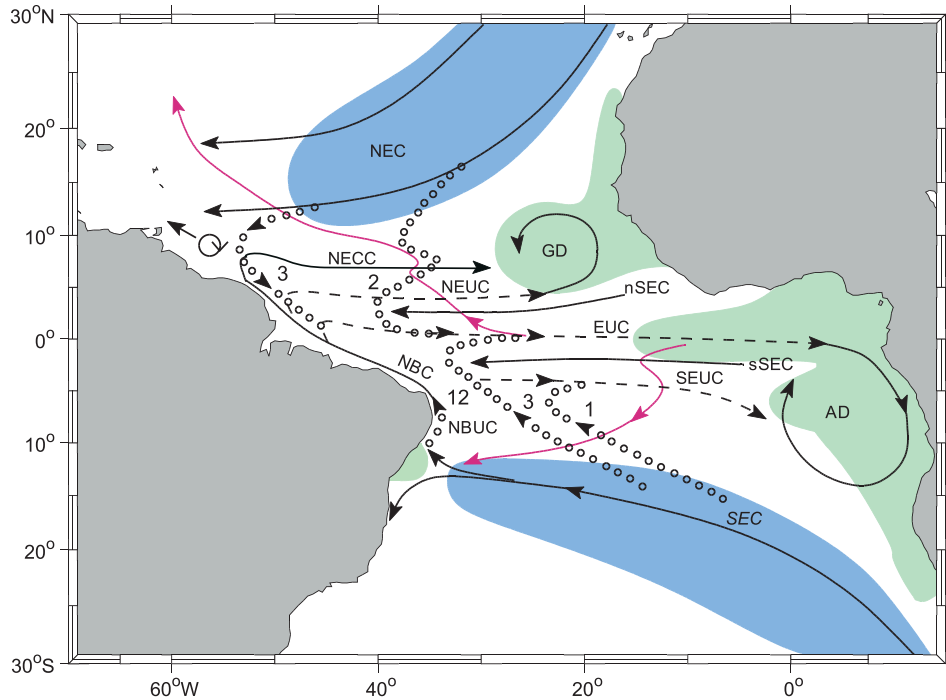 30°N
NEC
20°
10°
GD
NECC
3
2
NEUC
nSEC
EUC
0°
NBC
sSEC
SEUC
12
3
1
AD
NBUC
10°
SEC
20°
30°S
60°W
40°
20°
0°